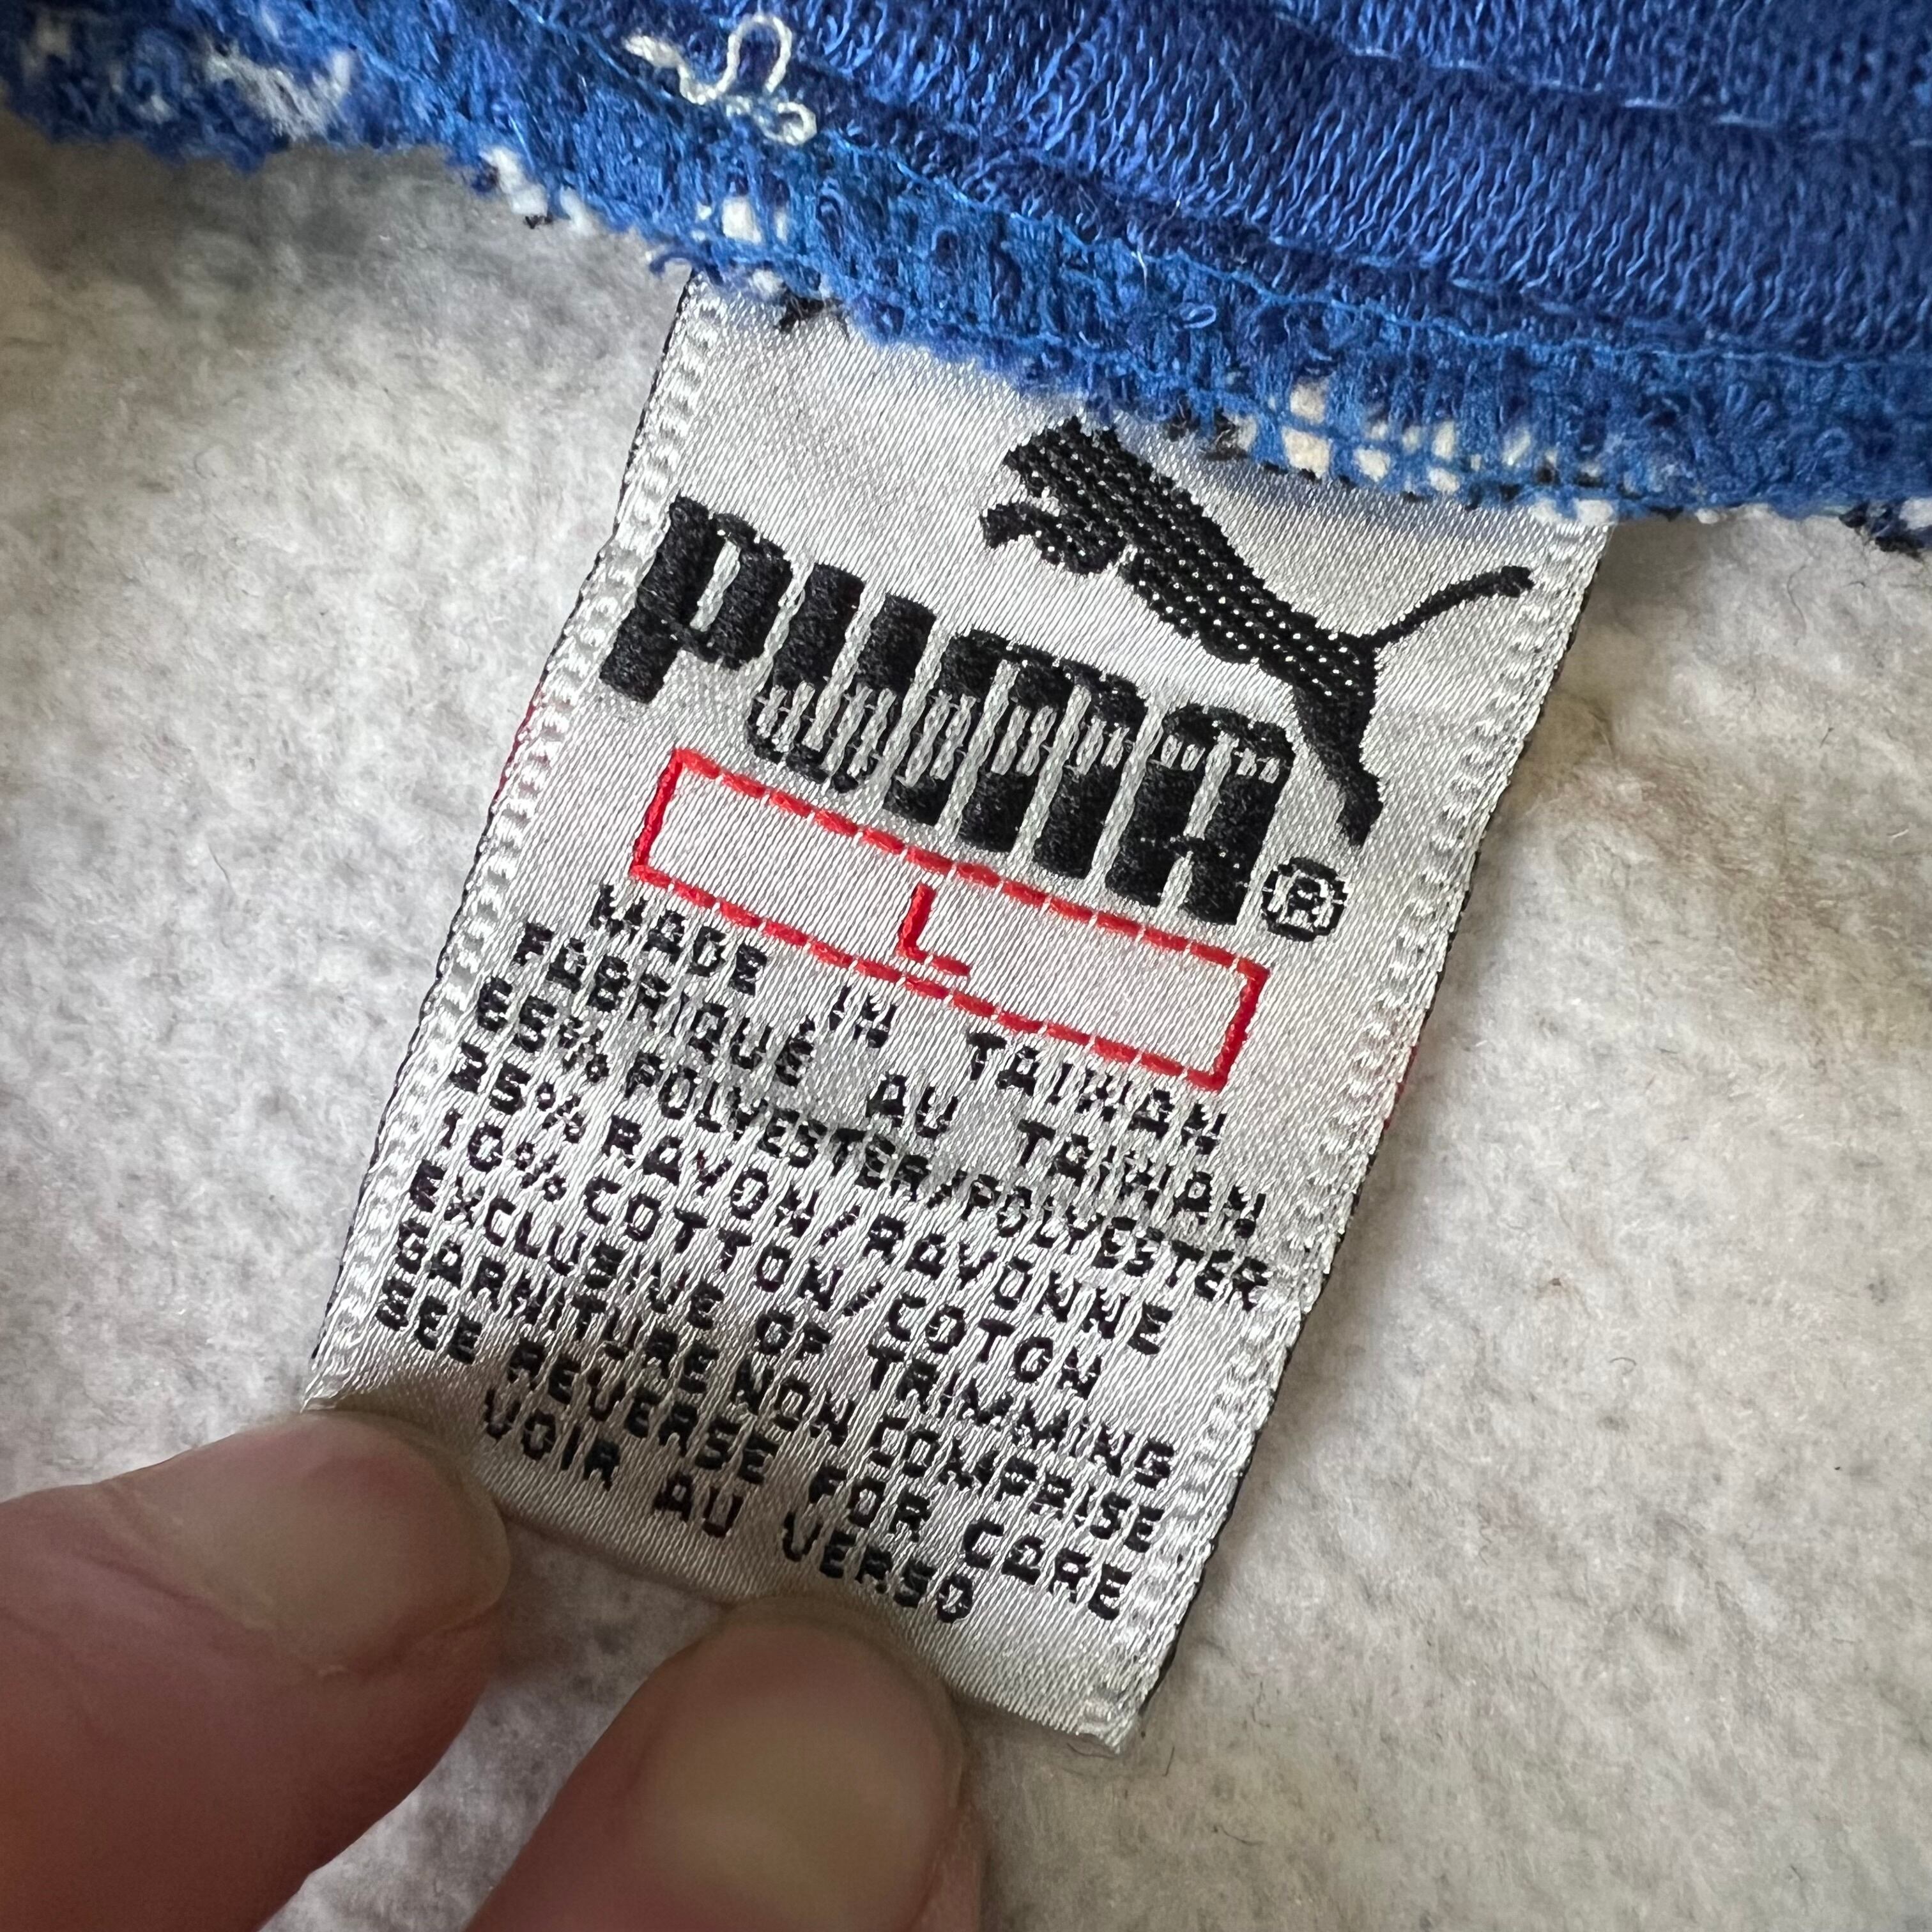 PUMA®
L
MADE IN TAIWAN
FABRIQUÉ AU TAIWAN
65% POLYESTER/POLYESTER
25% RAYON/RAYONNE
10% COTTON/COTON
EXCLUSIVE OF TRIMMING
GARNITURE NON COMPRISE
SEE REVERSE FOR CARE
VOIR AU VERSO